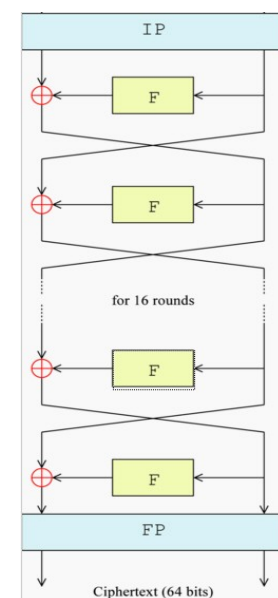 IP
F
F
for 16 rounds
F
F
FP
Ciphertext (64 bits)